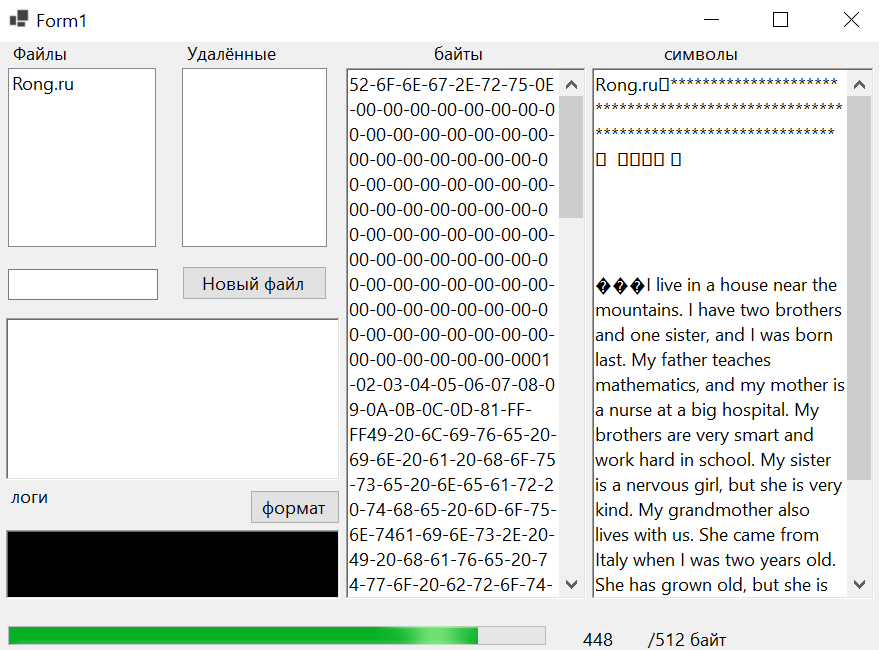 Form1
Файлы
Удалённые
байты
символы
Rong.ru
Новый файл
логи
формат
52-6F-6E-67-2E-72-75-0E
-00-00-00-00-00-00-00-0
0-00-00-00-00-00-00-00-
00-00-00-00-00-00-00-0
0-00-00-00-00-00-00-00-
00-00-00-00-00-00-00-0
0-00-00-00-00-00-00-00-
00-00-00-00-00-00-00-0
0-00-00-00-00-00-00-00-
00-00-00-00-00-00-00-0
0-00-00-00-00-00-00-00-
00-00-00-00-00-00-0001
-02-03-04-05-06-07-08-0
9-0A-0B-0C-0D-81-FF-
FF49-20-6C-69-76-65-20-
69-6E-20-61-20-68-6F-75
-73-65-20-6E-65-61-72-2
0-74-68-65-20-6D-6F-75-
6E-7461-69-6E-73-2E-20-
49-20-68-61-76-65-20-7
4-77-6F-20-62-72-6F-74-
Rong.ru▯*********************
*******************************
******************************
▯ ▯▯▯▯ ▯
���I live in a house near the
mountains. I have two brothers
and one sister, and I was born
last. My father teaches
mathematics, and my mother is
a nurse at a big hospital. My
brothers are very smart and
work hard in school. My sister
is a nervous girl, but she is very
kind. My grandmother also
lives with us. She came from
Italy when I was two years old.
She has grown old, but she is
448 /512 байт